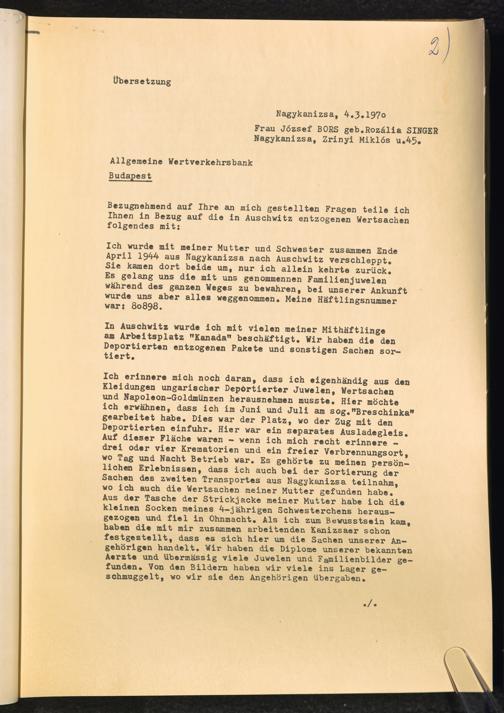 2)
Übersetzung
Nagykanizsa, 4.3.1970
Frau József BORS geb.Rozália SINGER
Nagykanizsa, Zrinyi Miklós u.45.
Allgemeine Wertverkehrsbank
Budapest
Bezugnehmend auf Ihre an mich gestellten Fragen teile ich
Ihnen in Bezug auf die in Auschwitz entzogenen Wertsachen
folgendes mit:
Ich wurde mit meiner Mutter und Schwester zusammen Ende
April 1944 aus Nagykanizsa nach Auschwitz verschleppt.
Sie kamen dort beide um, nur ich allein kehrte zurück.
Es gelang uns die mit uns genommenen Familienjuwelen
während des ganzen Weges zu bewahren, bei unserer Ankunft
wurde uns aber alles weggenommen. Meine Häftlingsnummer
war: 80898.
In Auschwitz wurde ich mit vielen meiner Mithäftlinge
am Arbeitsplatz "Kanada" beschäftigt. Wir haben die den
Deportierten entzogenen Pakete und sonstigen Sachen sor-
tiert.
Ich erinnere mich noch daran, dass ich eigenhändig aus den
Kleidungen ungarischer Deportierter Juwelen, Wertsachen
und Napoleon-Goldmünzen herausnehmen musste. Hier möchte
ich erwähnen, dass ich im Juni und Juli am sog."Breschinka"
gearbeitet habe. Dies war der Platz, wo der Zug mit den
Deportierten einfuhr. Hier war ein separates Ausladegleis.
Auf dieser Fläche waren - wenn ich mich recht erinnere -
drei oder vier Krematorien und ein freier Verbrennungsort,
wo Tag und Nacht Betrieb war. Es gehörte zu meinen persön-
lichen Erlebnissen, dass ich auch bei der Sortierung der
Sachen des zweiten Transportes aus Nagykanizsa teilnahm,
wo ich auch die Wertsachen meiner Mutter gefunden habe.
Aus der Tasche der Strickjacke meiner Mutter habe ich die
kleinen Socken meines 4-jährigen Schwesterchens heraus-
gezogen und fiel in Ohnmacht. Als ich zum Bewusstsein kam,
haben die mit mir zusammen arbeitenden Kanizsaer schon
festgestellt, dass es sich hier um die Sachen unserer An-
gehörigen handelt. Wir haben die Diplome unserer bekannten
Aerzte und übermässig viele Juwelen und Familienbilder ge-
funden. Von den Bildern haben wir viele ins Lager ge-
schmuggelt, wo wir sie den Angehörigen übergaben.
./.